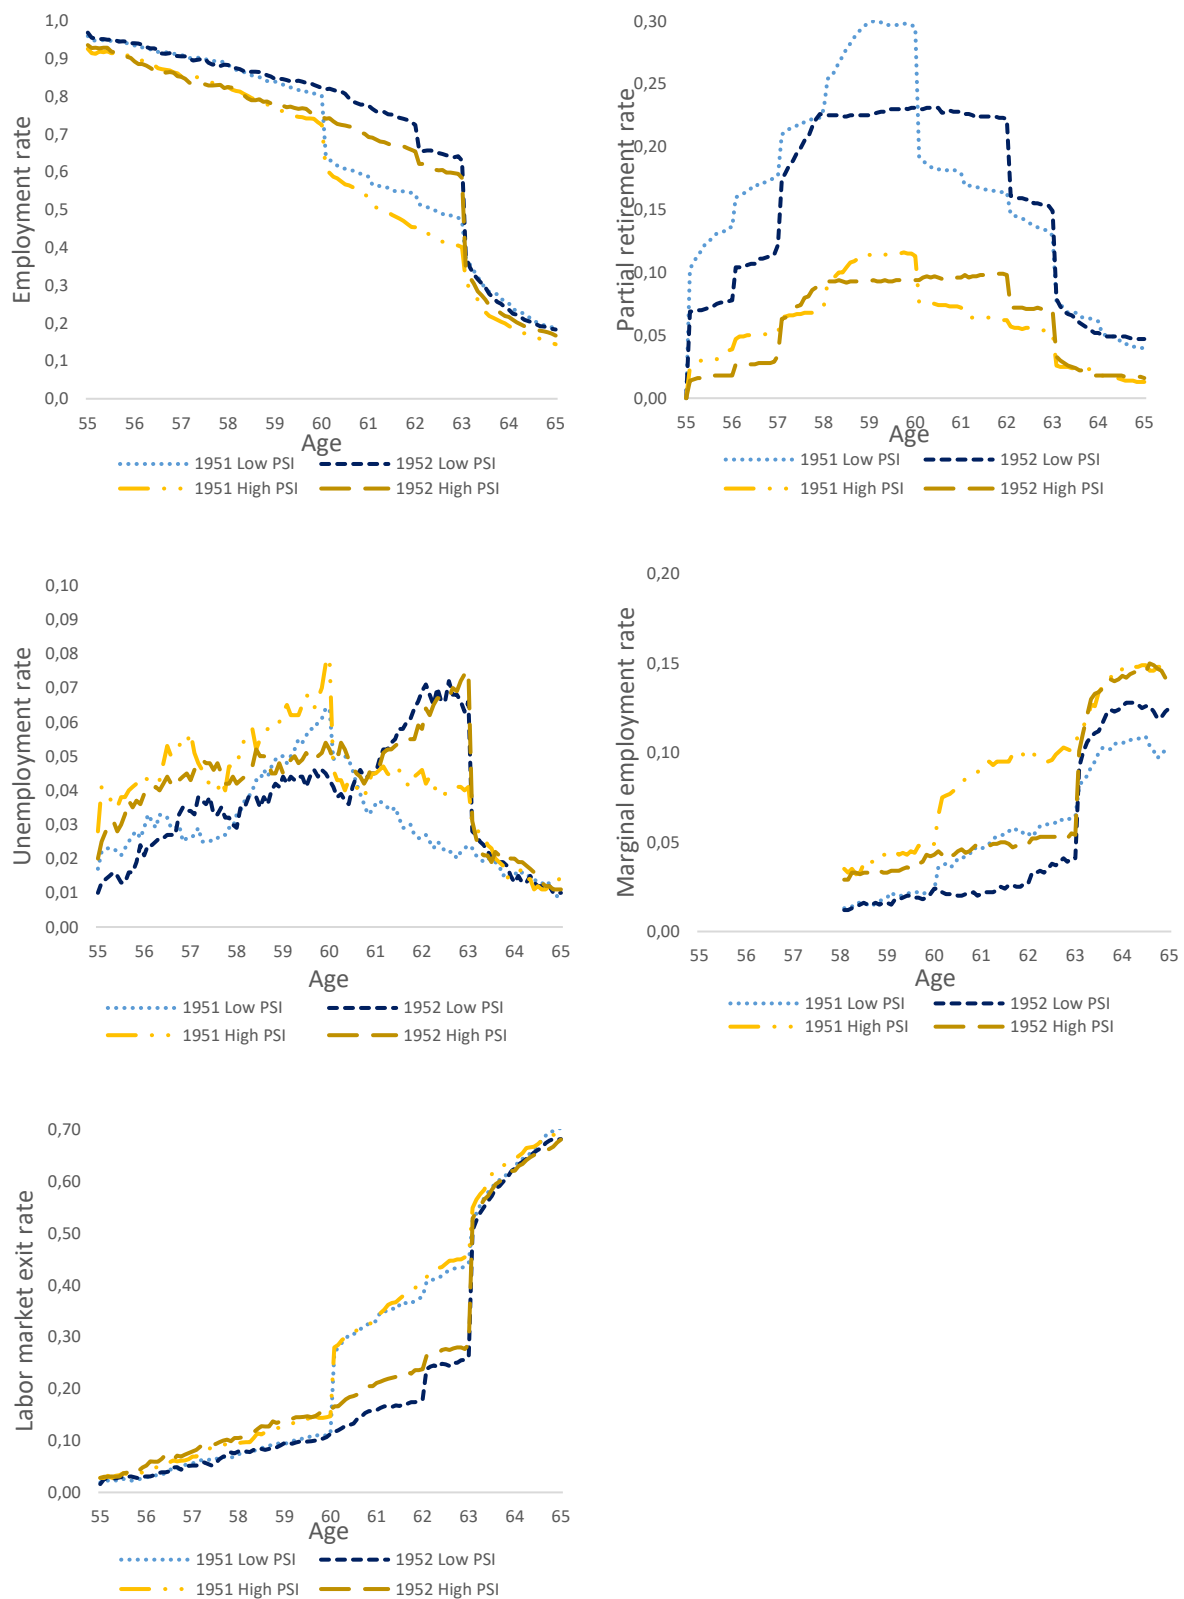 Employment rate
1,0
0,9
0,8
0,7
0,6
0,5
0,4
0,3
0,2
0,1
0,0
55 56 57 58 59 60 61 62 63 64 65
Age
1951 Low PSI 1952 Low PSI
1951 High PSI 1952 High PSI
Partial retirement rate
0,30
0,25
0,20
0,15
0,10
0,05
0,00
55 56 57 58 59 60 61 62 63 64 65
Age
1951 Low PSI 1952 Low PSI
1951 High PSI 1952 High PSI
Unemployment rate
0,10
0,09
0,08
0,07
0,06
0,05
0,04
0,03
0,02
0,01
0,00
55 56 57 58 59 60 61 62 63 64 65
Age
1951 Low PSI 1952 Low PSI
1951 High PSI 1952 High PSI
Marginal employment rate
0,20
0,15
0,10
0,05
0,00
55 56 57 58 59 60 61 62 63 64 65
Age
1951 Low PSI 1952 Low PSI
1951 High PSI 1952 High PSI
Labor market exit rate
0,70
0,60
0,50
0,40
0,30
0,20
0,10
0,00
55 56 57 58 59 60 61 62 63 64 65
Age
1951 Low PSI 1952 Low PSI
1951 High PSI 1952 High PSI